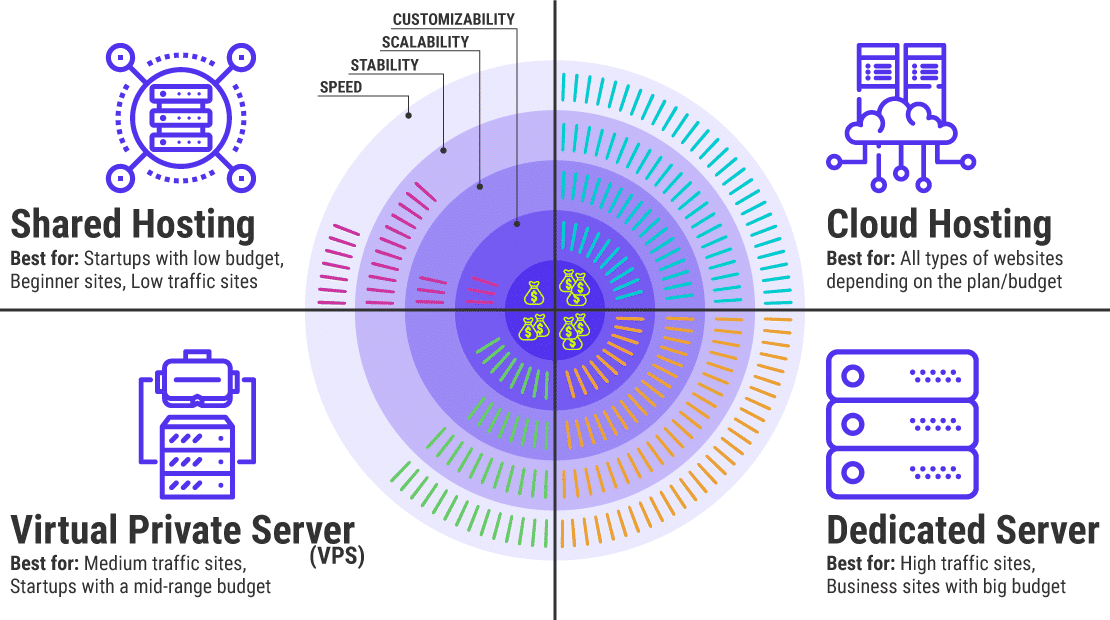 CUSTOMIZABILITY
SCALABILITY
STABILITY
SPEED
Shared Hosting
Best for: Startups with low budget,
Beginner sites, Low traffic sites
Cloud Hosting
Best for: All types of websites
depending on the plan/budget
$ $ $ $
$ $ $ $ $
Virtual Private Server
(VPS)
Best for: Medium traffic sites,
Startups with a mid-range budget
Dedicated Server
Best for: High traffic sites,
Business sites with big budget